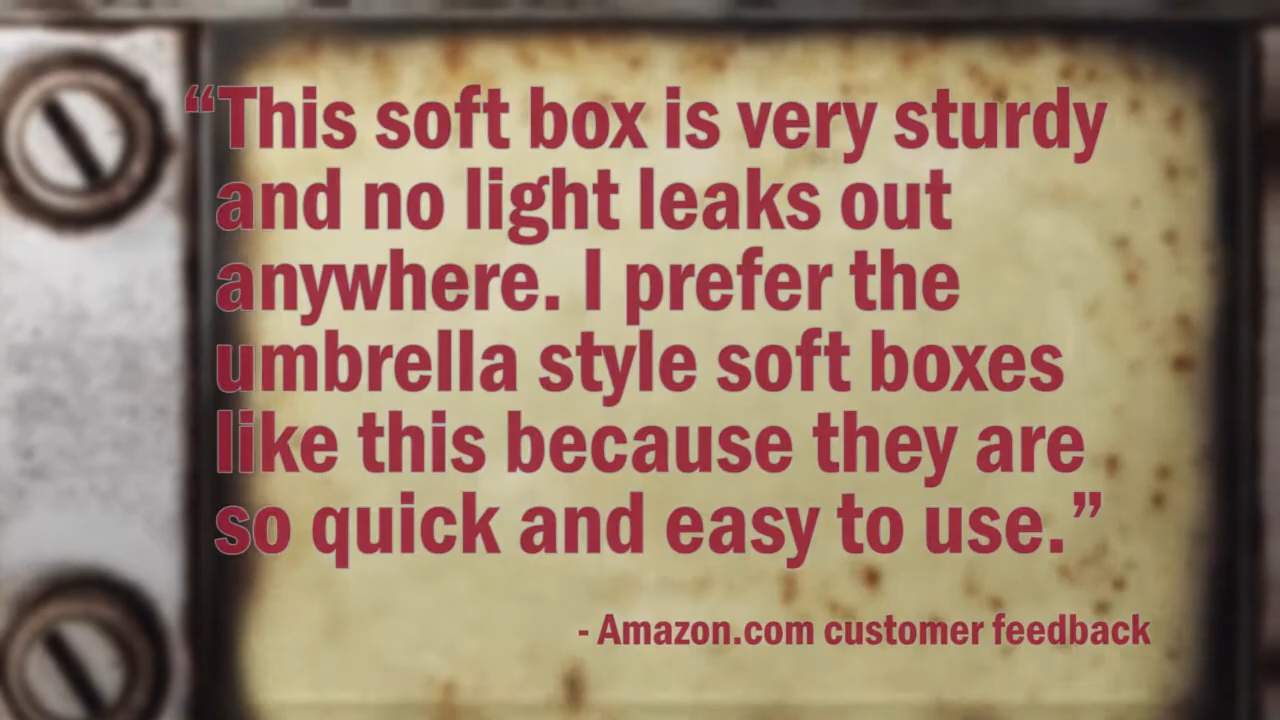 “This soft box is very sturdy
and no light leaks out
anywhere. I prefer the
umbrella style soft boxes
like this because they are
so quick and easy to use.”
- Amazon.com customer feedback